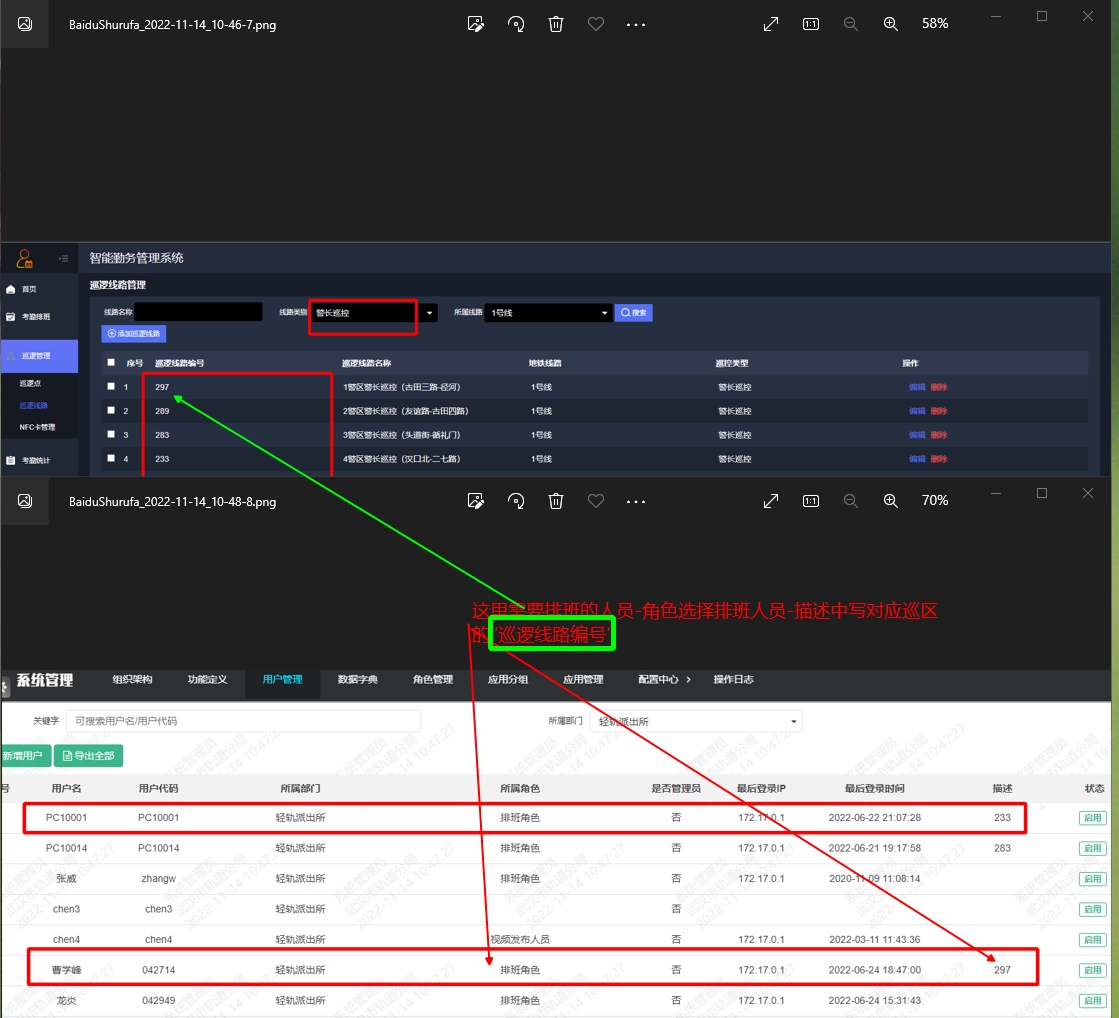 BaiduShurufa_2022-11-14_10-46-7.png
58%
智能勤务管理系统
首页
考勤排班
巡逻管理
巡逻点
巡逻线路
NFC卡管理
考勤统计
巡逻线路管理
线路名称 线路类别 警长巡控 所属线路 1号线 搜索
添加巡逻线路
序号 巡逻线路编号 巡逻线路名称 地铁线路 巡控类型 操作
1 297 1警区警长巡控（古田三路-径河） 1号线 警长巡控 编辑 删除
2 289 2警区警长巡控（友谊路-古田四路） 1号线 警长巡控 编辑 删除
3 283 3警区警长巡控（头道街-循礼门） 1号线 警长巡控 编辑 删除
4 233 4警区警长巡控（汉口北-二七路） 1号线 警长巡控 编辑 删除
BaiduShurufa_2022-11-14_10-48-8.png
70%
这里需要排班的人员-角色选择排班人员-描述中写对应巡区
的“巡逻线路编号”
系统管理 组织架构 功能定义 用户管理 数据字典 角色管理 应用分组 应用管理 配置中心 操作日志
关键字 可搜索用户名/用户代码 所属部门 轻轨派出所
新增用户 导出全部
号 用户名 用户代码 所属部门 所属角色 是否管理员 最后登录IP 最后登录时间 描述 状态
PC10001 PC10001 轻轨派出所 排班角色 否 172.17.0.1 2022-06-22 21:07:28 233 启用
PC10014 PC10014 轻轨派出所 排班角色 否 172.17.0.1 2022-06-21 19:17:58 283 启用
张威 zhangw 轻轨派出所 排班角色 否 172.17.0.1 2020-11-09 11:08:14 启用
chen3 chen3 轻轨派出所 否 启用
chen4 chen4 轻轨派出所 视频发布人员 否 172.17.0.1 2022-03-11 11:43:36 启用
曹学峰 042714 轻轨派出所 排班角色 否 172.17.0.1 2022-06-24 18:47:00 297 启用
龙炎 042949 轻轨派出所 排班角色 否 172.17.0.1 2022-06-24 15:31:43 启用